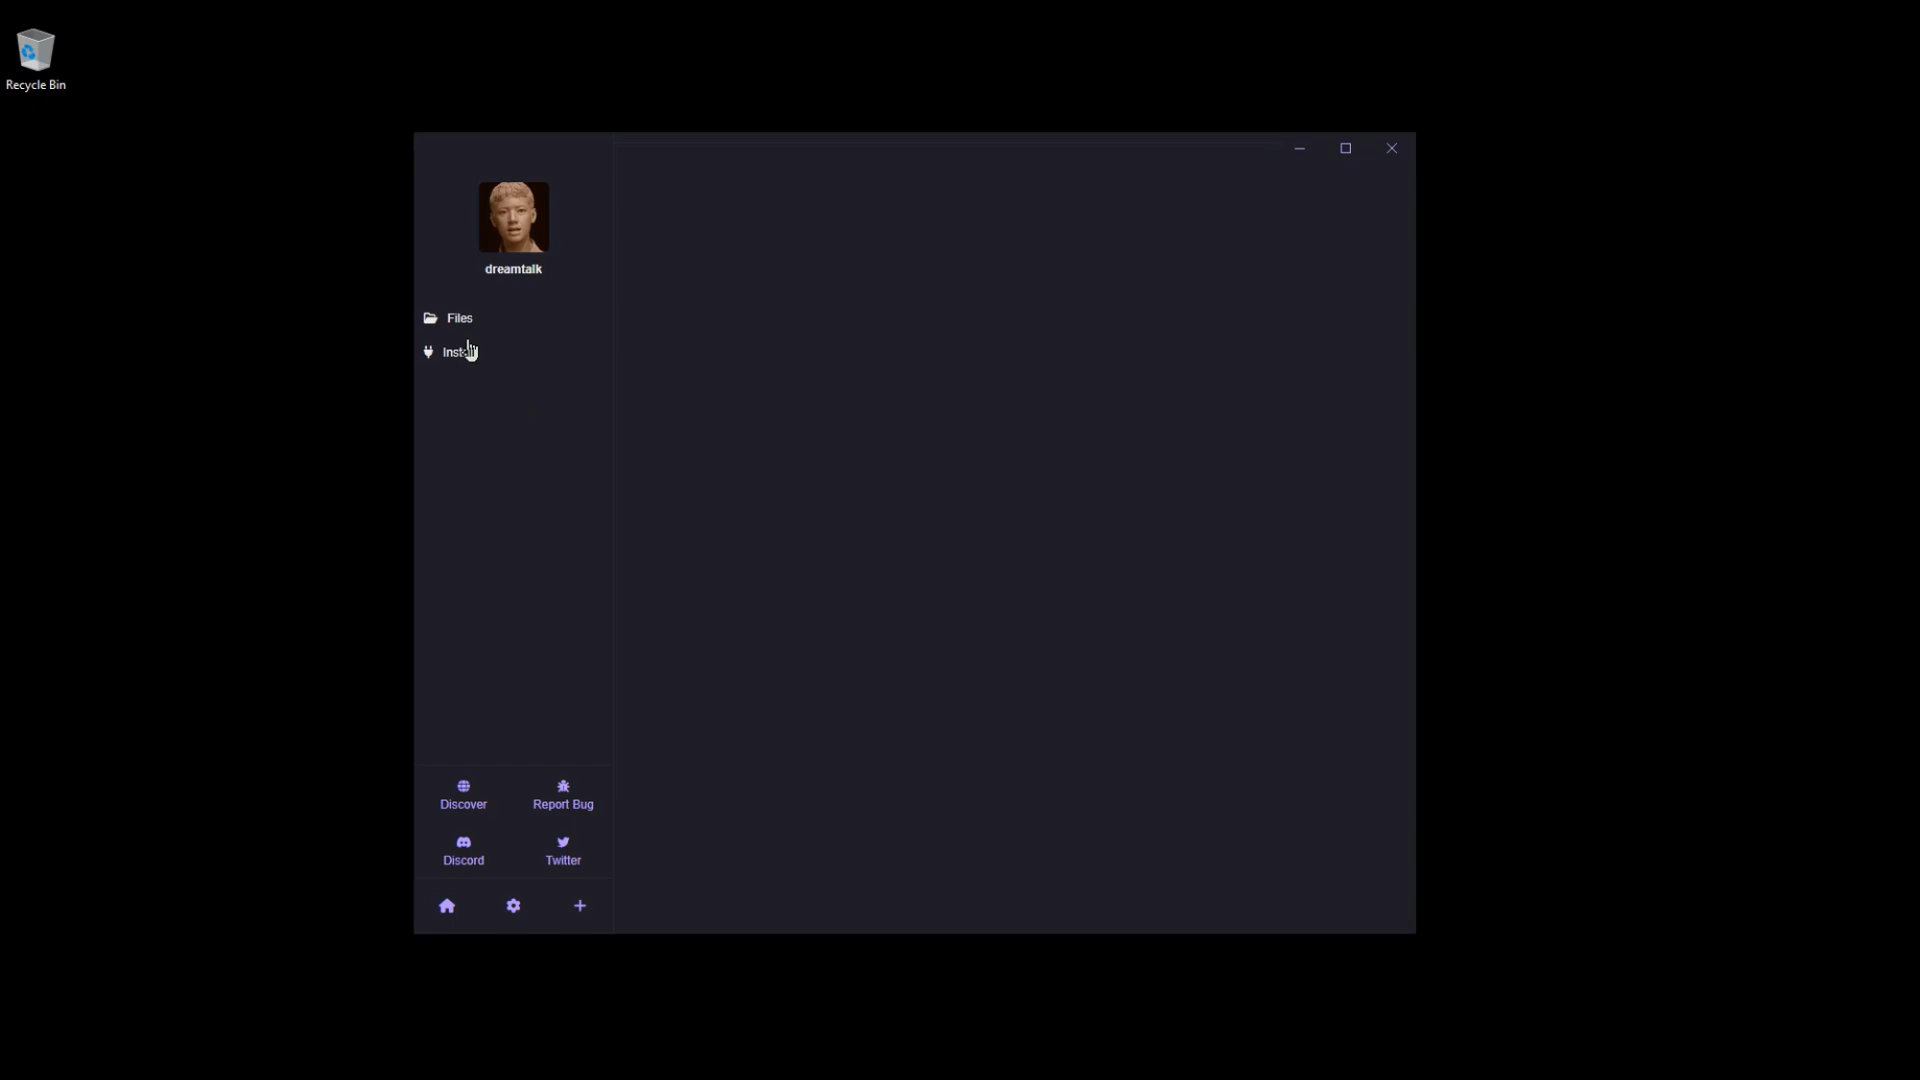 Recycle Bin
dreamtalk
Files
Discover
Report Bug
Discord
Twitter